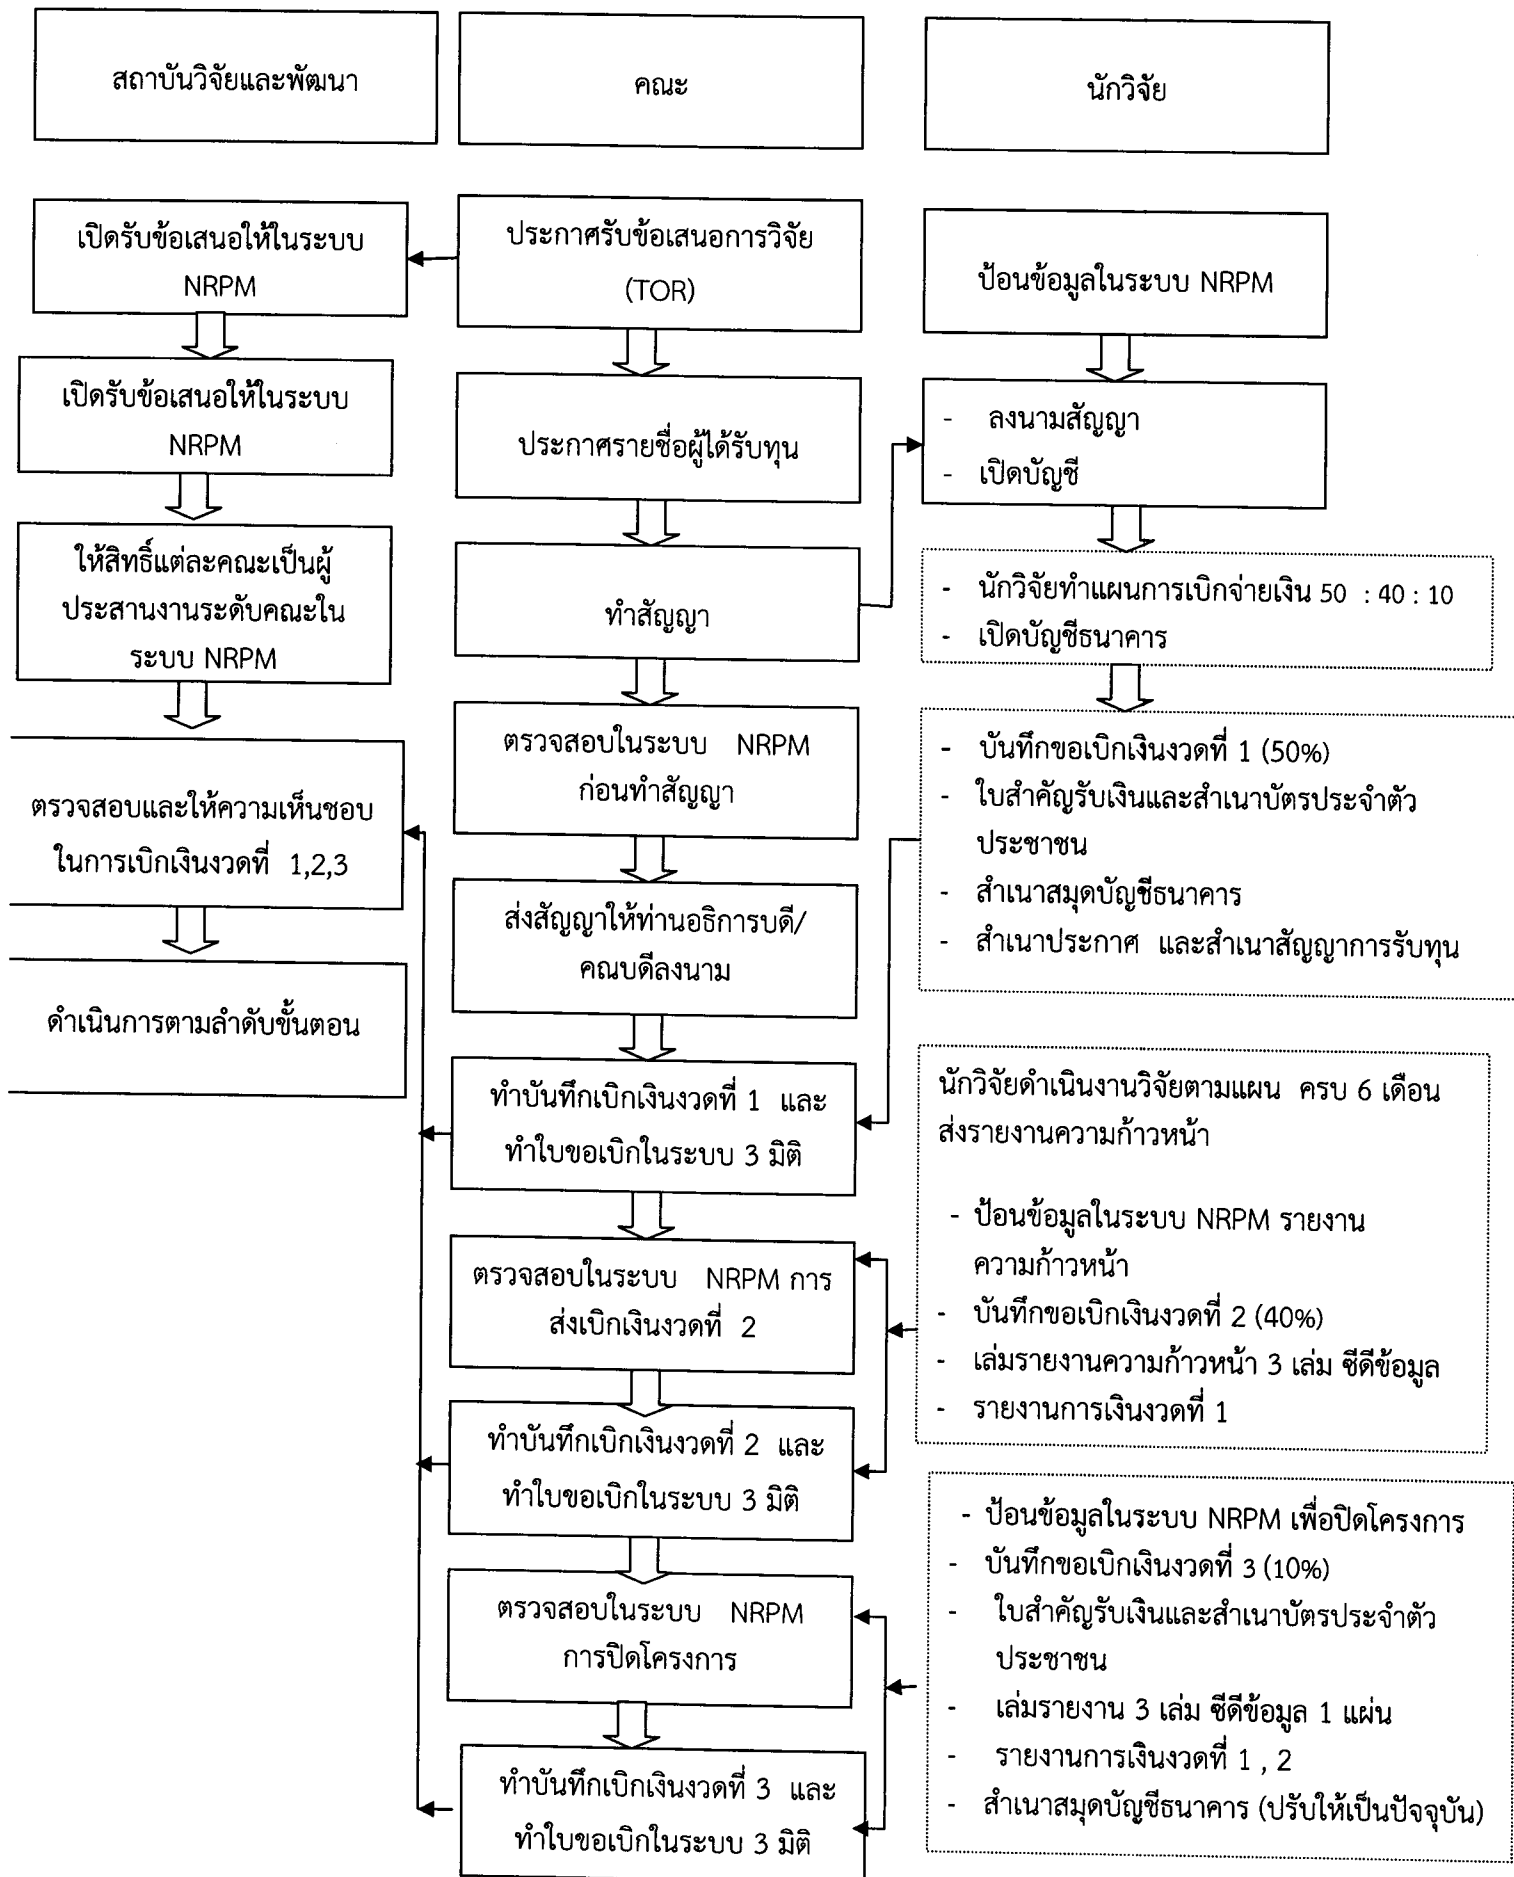 สถาบันวิจัยและพัฒนา
คณะ
นักวิจัย
เปิดรับข้อเสนอให้ในระบบ
NRPM
เปิดรับข้อเสนอให้ในระบบ
NRPM
ให้สิทธิ์แต่ละคณะเป็นผู้
ประสานงานระดับคณะใน
ระบบ NRPM
ตรวจสอบและให้ความเห็นชอบ
ในการเบิกเงินงวดที่ 1,2,3
ดำเนินการตามลำดับขั้นตอน
ประกาศรับข้อเสนอการวิจัย
(TOR)
ประกาศรายชื่อผู้ได้รับทุน
ทำสัญญา
ตรวจสอบในระบบ NRPM
ก่อนทำสัญญา
ส่งสัญญาให้ท่านอธิการบดี/
คณบดีลงนาม
ทำบันทึกเบิกเงินงวดที่ 1 และ
ทำใบขอเบิกในระบบ 3 มิติ
ตรวจสอบในระบบ NRPM การ
ส่งเบิกเงินงวดที่ 2
ทำบันทึกเบิกเงินงวดที่ 2 และ
ทำใบขอเบิกในระบบ 3 มิติ
ตรวจสอบในระบบ NRPM
การปิดโครงการ
ทำบันทึกเบิกเงินงวดที่ 3 และ
ทำใบขอเบิกในระบบ 3 มิติ
ป้อนข้อมูลในระบบ NRPM
- ลงนามสัญญา
- เปิดบัญชี
- นักวิจัยทำแผนการเบิกจ่ายเงิน 50 : 40 : 10
- เปิดบัญชีธนาคาร
- บันทึกขอเบิกเงินงวดที่ 1 (50%)
- ใบสำคัญรับเงินและสำเนาบัตรประจำตัว
ประชาชน
- สำเนาสมุดบัญชีธนาคาร
- สำเนาประกาศ และสำเนาสัญญาการรับทุน
นักวิจัยดำเนินงานวิจัยตามแผน ครบ 6 เดือน
ส่งรายงานความก้าวหน้า
- ป้อนข้อมูลในระบบ NRPM รายงาน
ความก้าวหน้า
- บันทึกขอเบิกเงินงวดที่ 2 (40%)
- เล่มรายงานความก้าวหน้า 3 เล่ม ซีดีข้อมูล
- รายงานการเงินงวดที่ 1
- ป้อนข้อมูลในระบบ NRPM เพื่อปิดโครงการ
- บันทึกขอเบิกเงินงวดที่ 3 (10%)
- ใบสำคัญรับเงินและสำเนาบัตรประจำตัว
ประชาชน
- เล่มรายงาน 3 เล่ม ซีดีข้อมูล 1 แผ่น
- รายงานการเงินงวดที่ 1 , 2
- สำเนาสมุดบัญชีธนาคาร (ปรับให้เป็นปัจจุบัน)